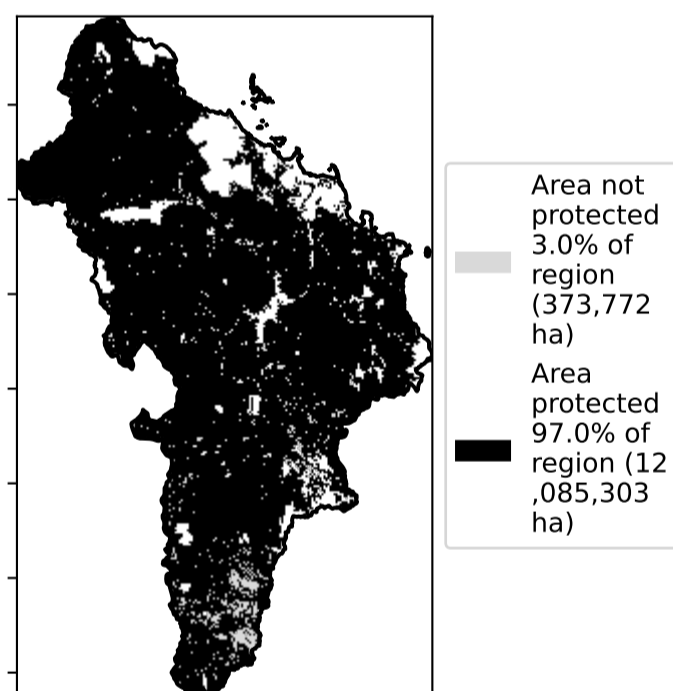 Area not
protected
3.0% of
region
(373,772
ha)
Area
protected
97.0% of
region (12
,085,303
ha)